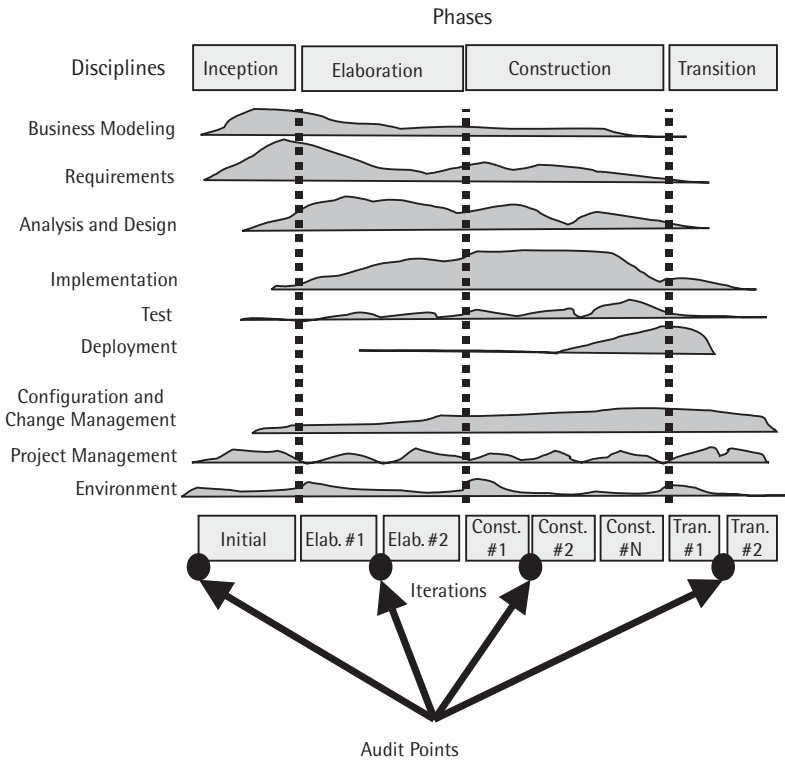 Phases
Disciplines
Inception
Elaboration
Construction
Transition
Business Modeling
Requirements
Analysis and Design
Implementation
Test
Deployment
Configuration and
Change Management
Project Management
Environment
Initial
Elab. #1
Elab. #2
Const.
#1
Const.
#2
Const.
#N
Tran.
#1
Tran.
#2
Iterations
Audit Points